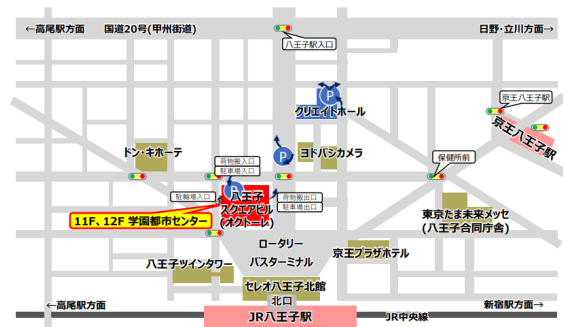 ←高尾駅方面 国道20号(甲州街道) 日野・立川方面→
八王子駅入口
P
クリエイトホール
京王八王子駅
京王八王子駅
ドン・キホーテ
荷物搬入口
駐車場入口
P
ヨドバシカメラ
保健所前
駐輪場入口
P
八王子
スクエアビル
(オクトーレ)
荷物搬出口
駐車場出口
11F、12F 学園都市センター
東京たま未来メッセ
(八王子合同庁舎)
ロータリー
バスターミナル
京王プラザホテル
八王子ツインタワー
セレオ八王子北館
北口
←高尾駅方面 新宿駅方面→
JR八王子駅
JR中央線